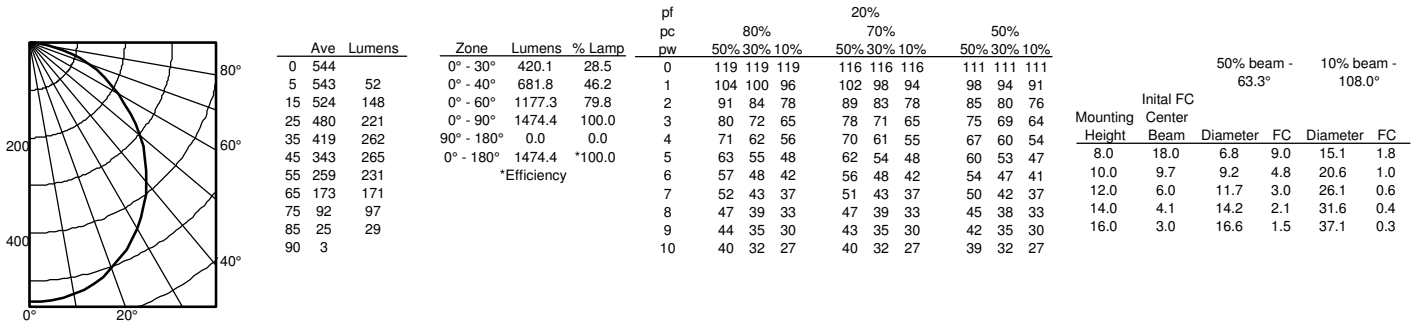 80°
60°
40°
200
400
0° 20°
Ave Lumens
0 544
5 543 52
15 524 148
25 480 221
35 419 262
45 343 265
55 259 231
65 173 171
75 92 97
85 25 29
90 3
Zone Lumens % Lamp
0° - 30° 420.1 28.5
0° - 40° 681.8 46.2
0° - 60° 1177.3 79.8
0° - 90° 1474.4 100.0
90° - 180° 0.0 0.0
0° - 180° 1474.4 *100.0
*Efficiency
pf 20%
pc 80% 70% 50%
pw 50% 30% 10% 50% 30% 10% 50% 30% 10%
0 119 119 119 116 116 116 111 111 111
1 104 100 96 102 98 94 98 94 91
2 91 84 78 89 83 78 85 80 76
3 80 72 65 78 71 65 75 69 64
4 71 62 56 70 61 55 67 60 54
5 63 55 48 62 54 48 60 53 47
6 57 48 42 56 48 42 54 47 41
7 52 43 37 51 43 37 50 42 37
8 47 39 33 47 39 33 45 38 33
9 44 35 30 43 35 30 42 35 30
10 40 32 27 40 32 27 39 32 27
50% beam - 10% beam -
63.3° 108.0°
Inital FC
Mounting Center
Height Beam Diameter FC Diameter FC
8.0 18.0 6.8 9.0 15.1 1.8
10.0 9.7 9.2 4.8 20.6 1.0
12.0 6.0 11.7 3.0 26.1 0.6
14.0 4.1 14.2 2.1 31.6 0.4
16.0 3.0 16.6 1.5 37.1 0.3